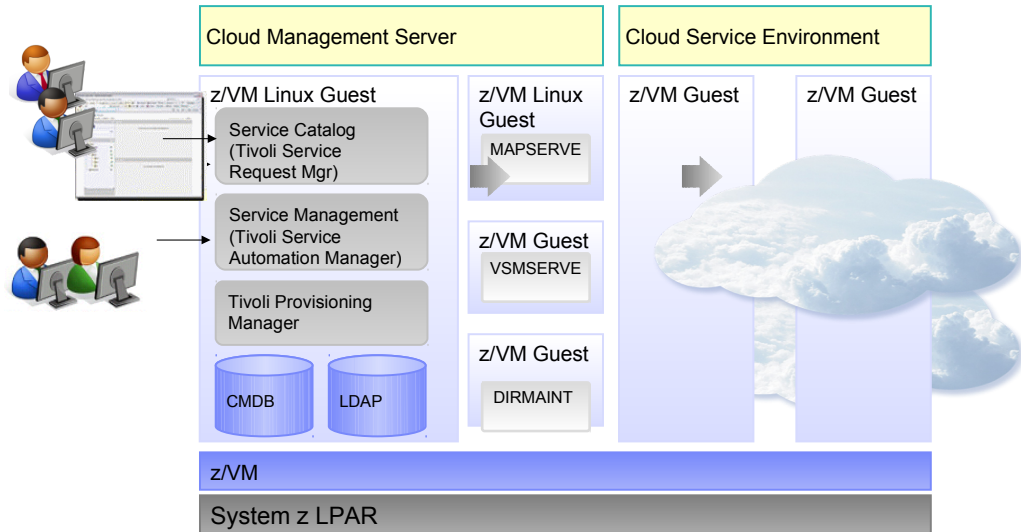 Cloud Management Server
Cloud Service Environment
z/VM Linux Guest
Service Catalog
(Tivoli Service
Request Mgr)
Service Management
(Tivoli Service
Automation Manager)
Tivoli Provisioning
Manager
CMDB
LDAP
z/VM Linux
Guest
MAPSERVE
z/VM Guest
VSMSERVE
z/VM Guest
DIRMAINT
z/VM Guest
z/VM Guest
z/VM
System z LPAR